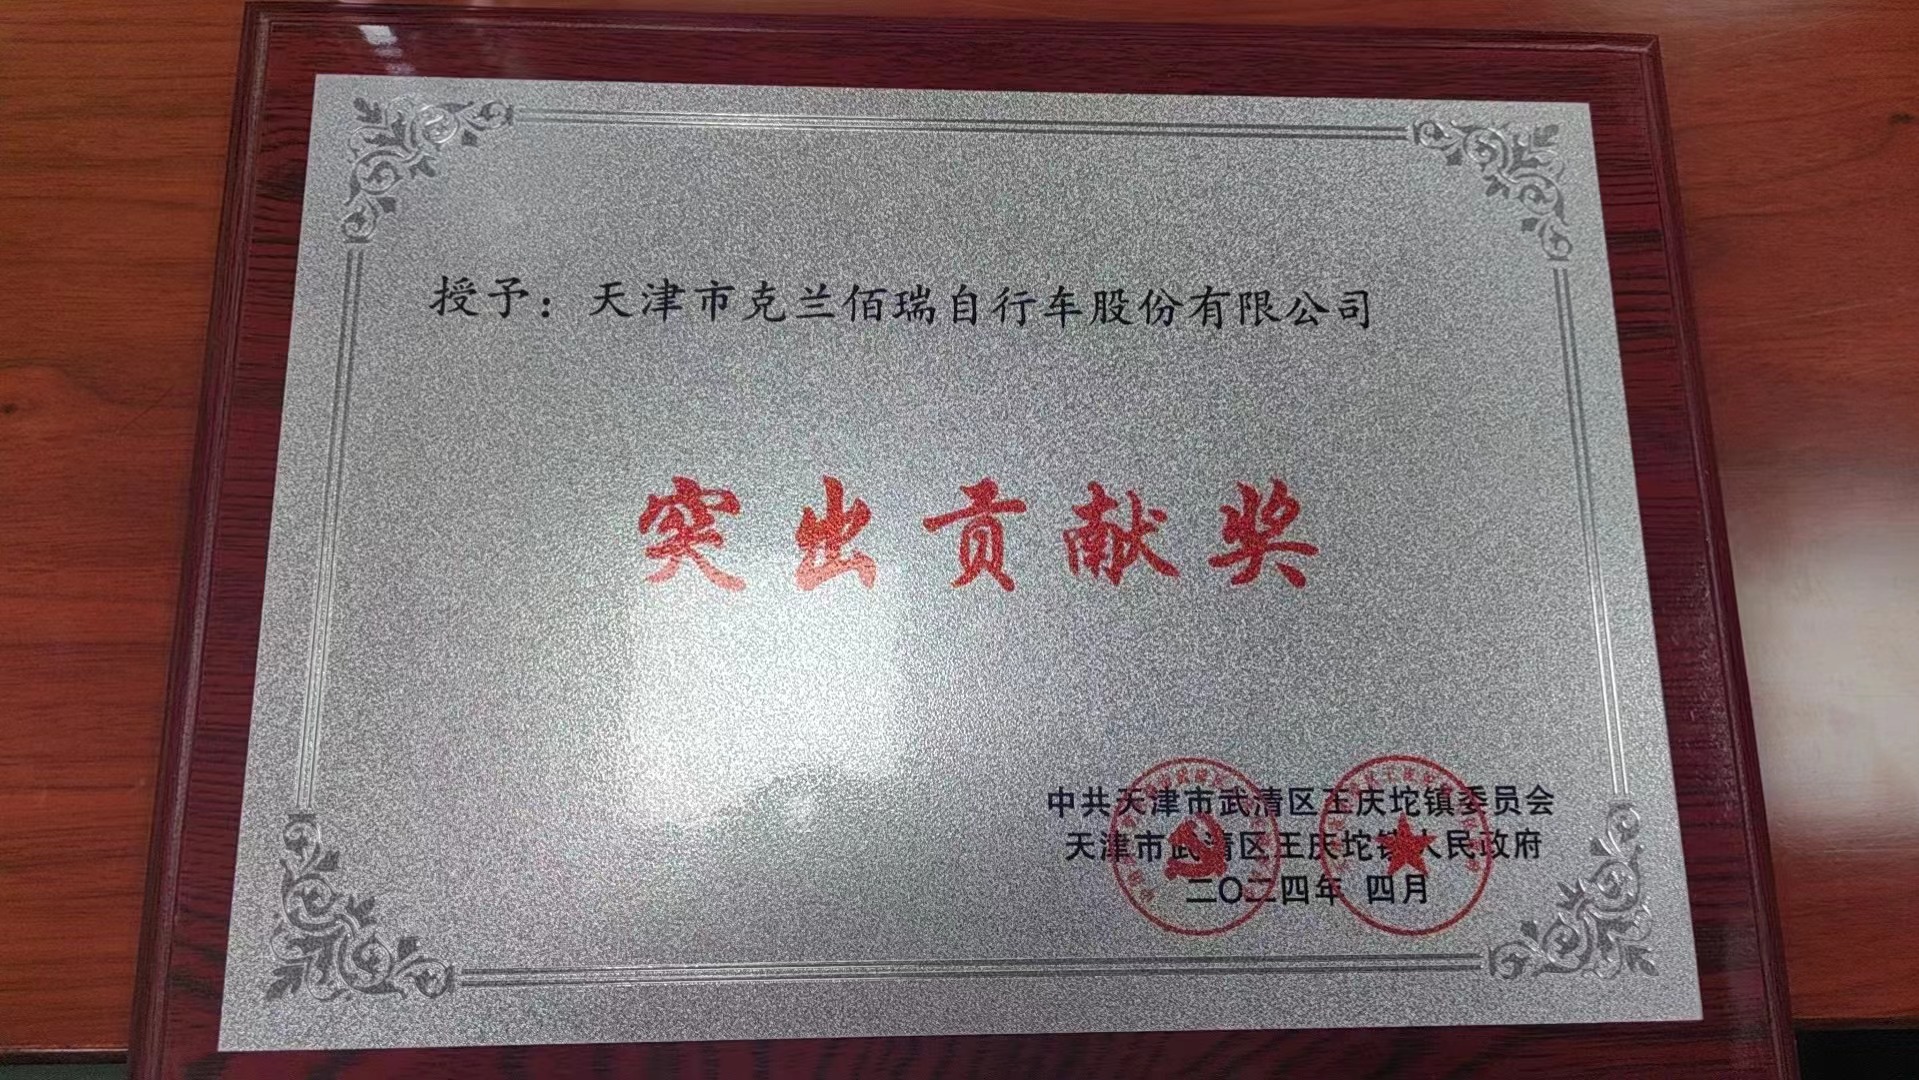 授予：天津市克兰佰瑞自行车股份有限公司
突出贡献奖
中共天津市武清区王庆坨镇委员会
天津市武清区王庆坨镇人民政府
二〇二四年 四月